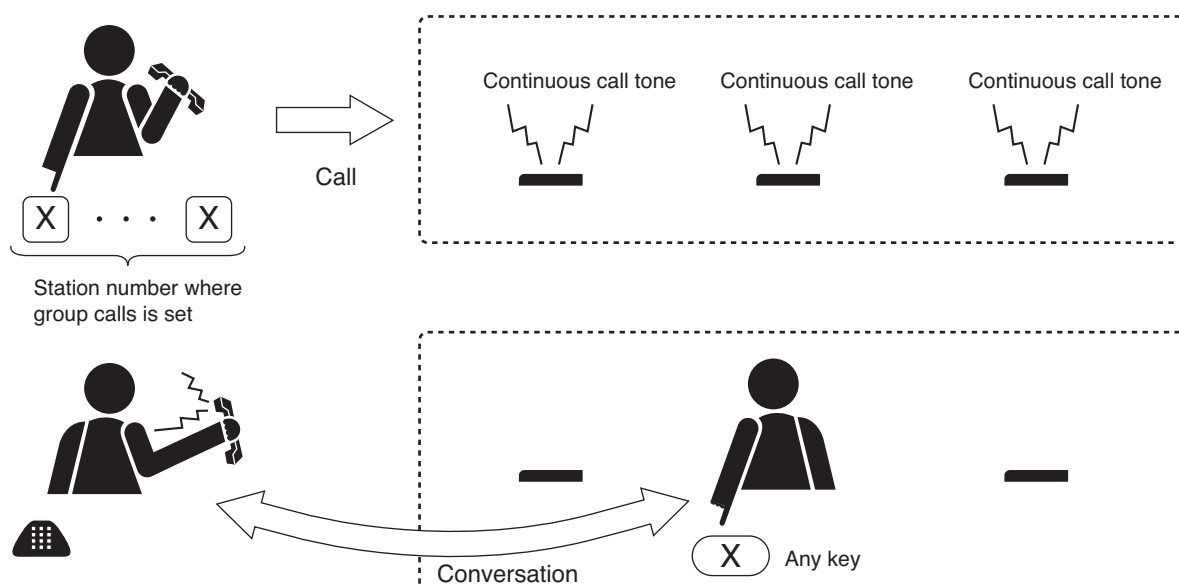 Continuous call tone Continuous call tone Continuous call tone
Call
X . . . X
Station number where
group calls is set
X Any key
Conversation